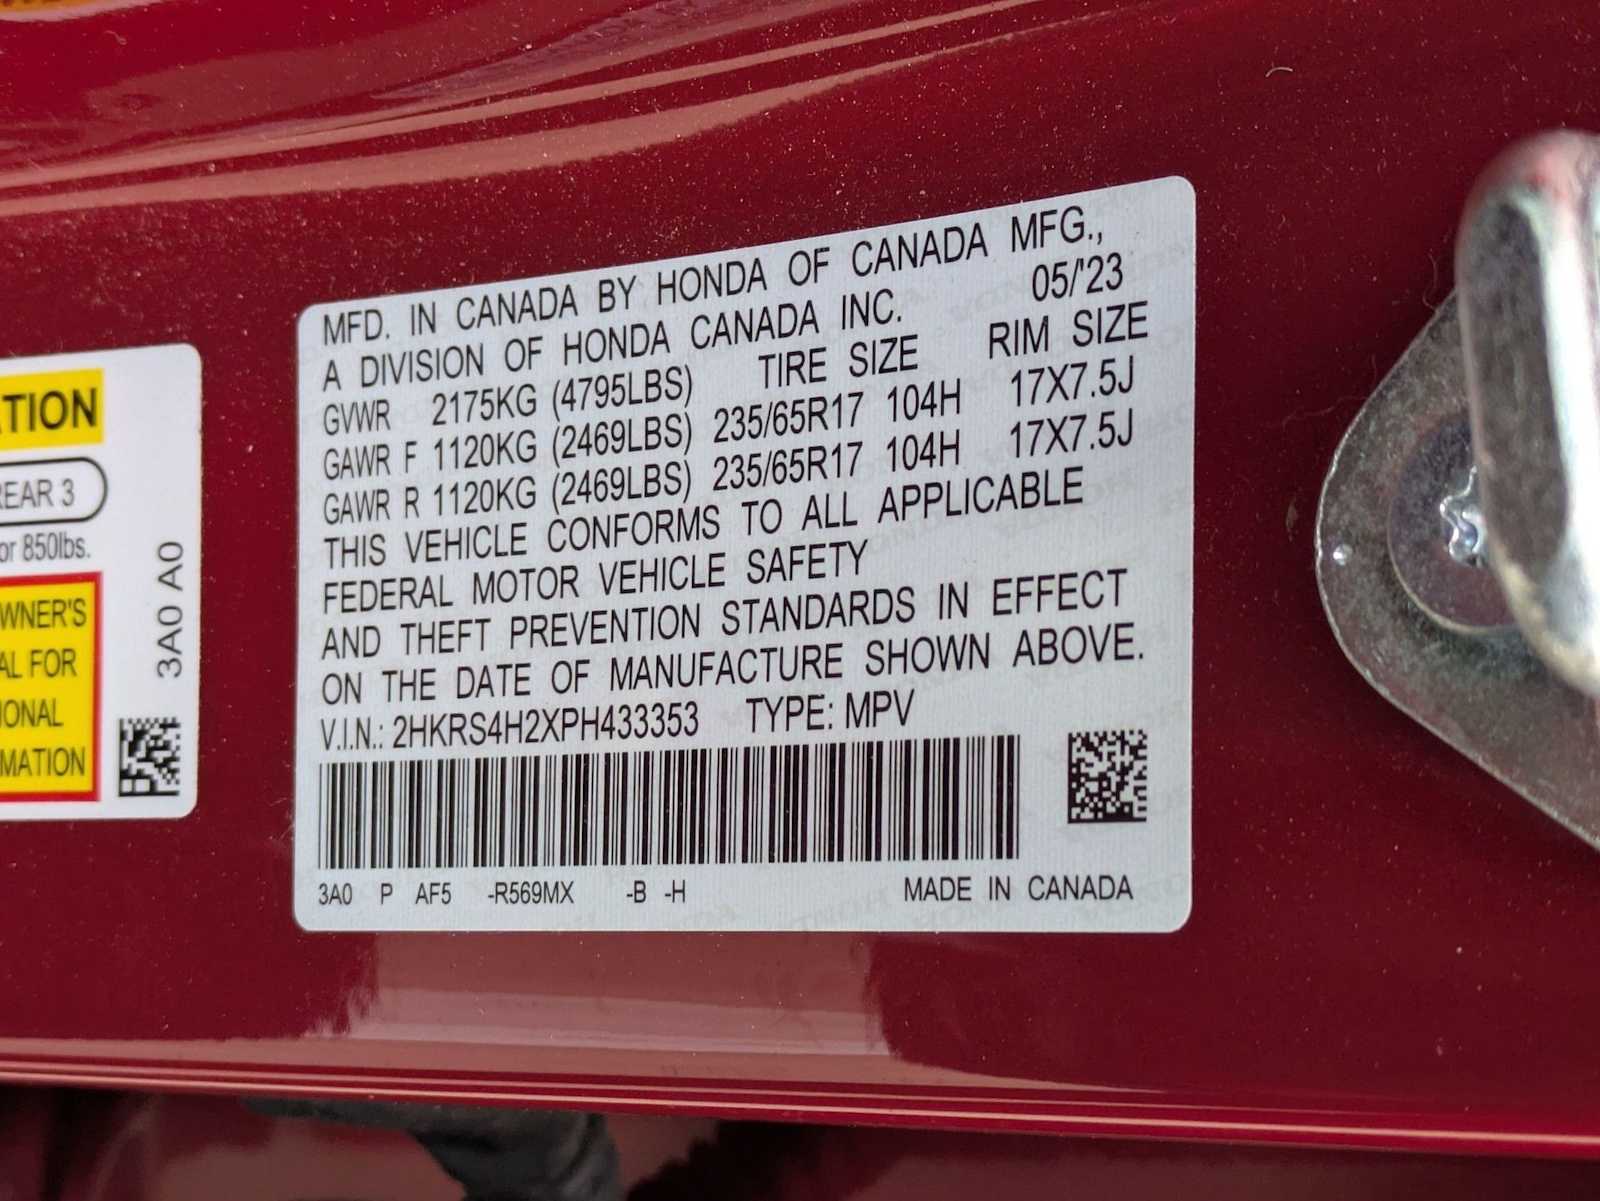 TION
REAR 3
or 850lbs.
WNER'S
AL FOR
IONAL
MATION
3A0 A0
MFD. IN CANADA BY HONDA OF CANADA MFG.,
A DIVISION OF HONDA CANADA INC. 05/'23
GVWR 2175KG (4795LBS) TIRE SIZE RIM SIZE
GAWR F 1120KG (2469LBS) 235/65R17 104H 17X7.5J
GAWR R 1120KG (2469LBS) 235/65R17 104H 17X7.5J
THIS VEHICLE CONFORMS TO ALL APPLICABLE
FEDERAL MOTOR VEHICLE SAFETY
AND THEFT PREVENTION STANDARDS IN EFFECT
ON THE DATE OF MANUFACTURE SHOWN ABOVE.
V.I.N.: 2HKRS4H2XPH433353 TYPE: MPV
3A0 P AF5 -R569MX -B -H MADE IN CANADA